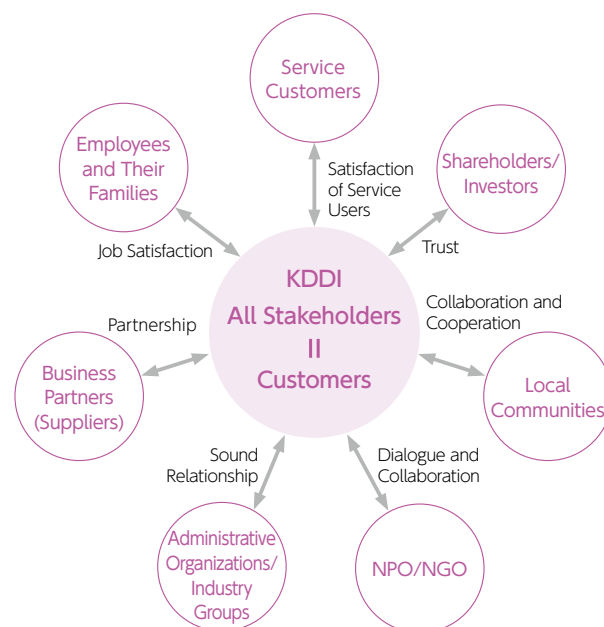 Service
Customers
Employees
and Their
Families
Shareholders/
Investors
Satisfaction
of Service
Users
Job Satisfaction
Trust
KDDI
All Stakeholders
II
Customers
Partnership
Collaboration and
Cooperation
Business
Partners
(Suppliers)
Local
Communities
Sound
Relationship
Dialogue and
Collaboration
Administrative
Organizations/
Industry
Groups
NPO/NGO